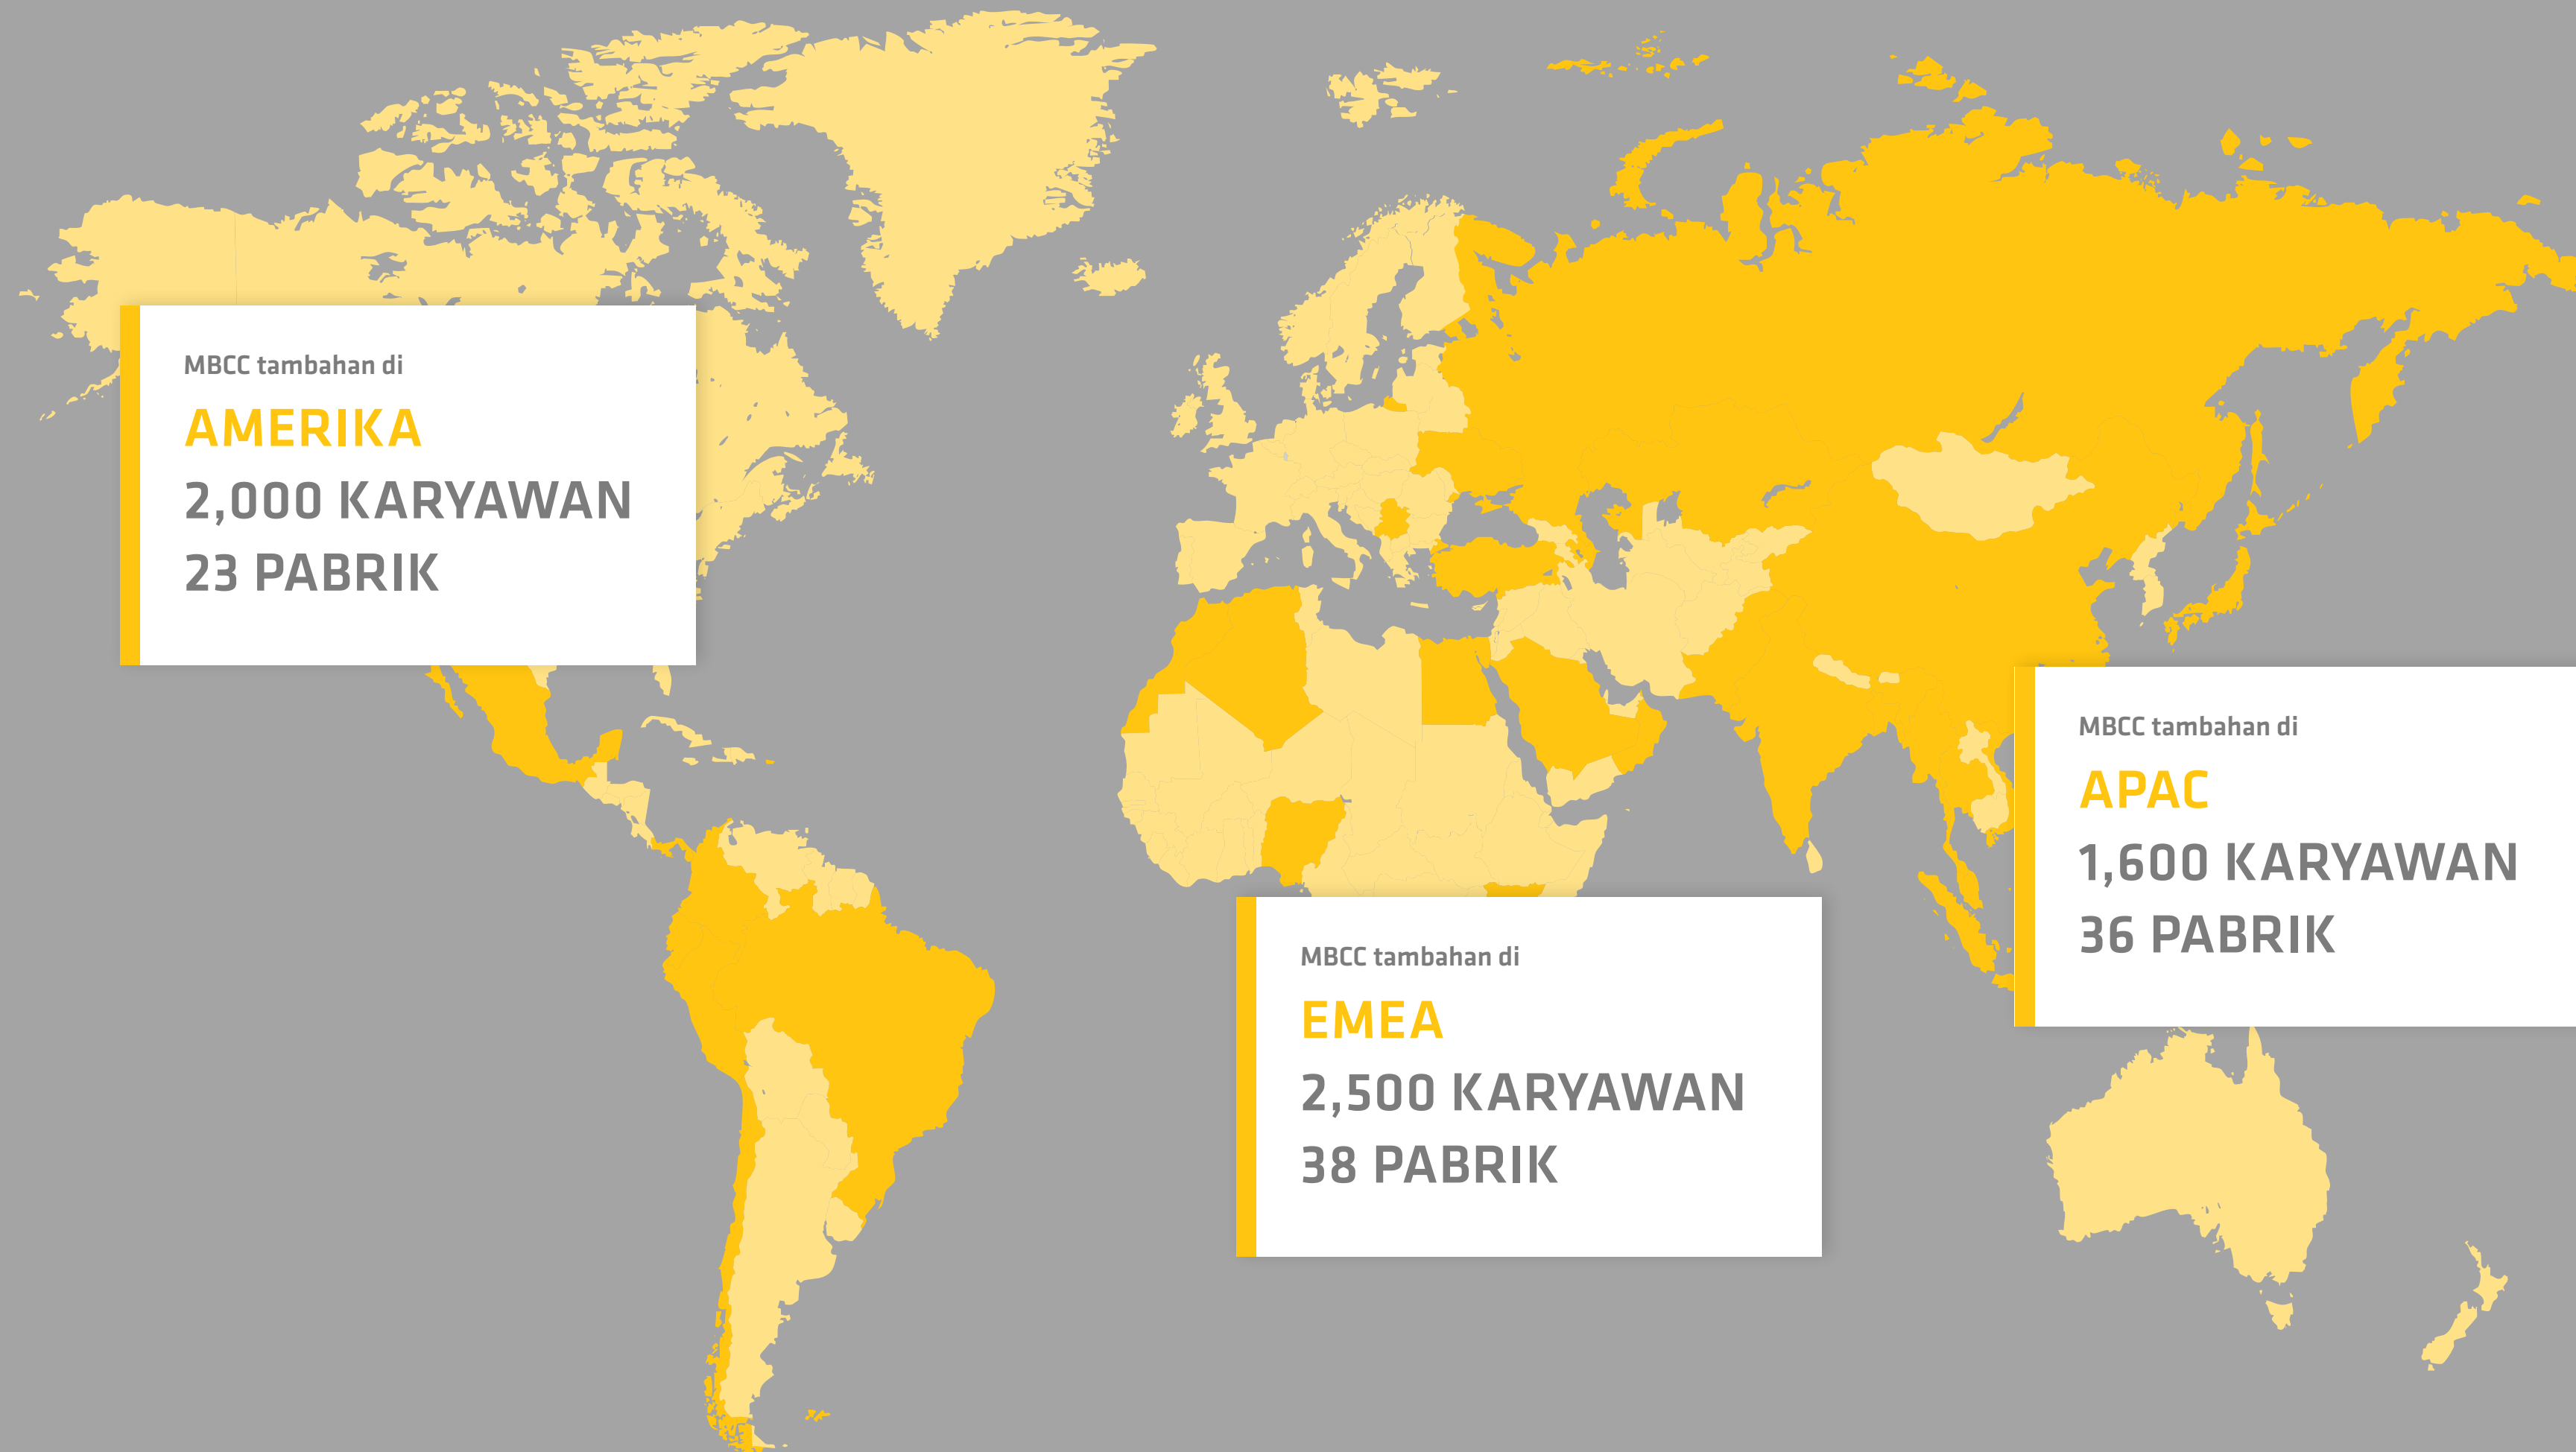 MBCC tambahan di
AMERIKA
2,000 KARYAWAN
23 PABRIK
MBCC tambahan di
APAC
1,600 KARYAWAN
36 PABRIK
MBCC tambahan di
EMEA
2,500 KARYAWAN
38 PABRIK